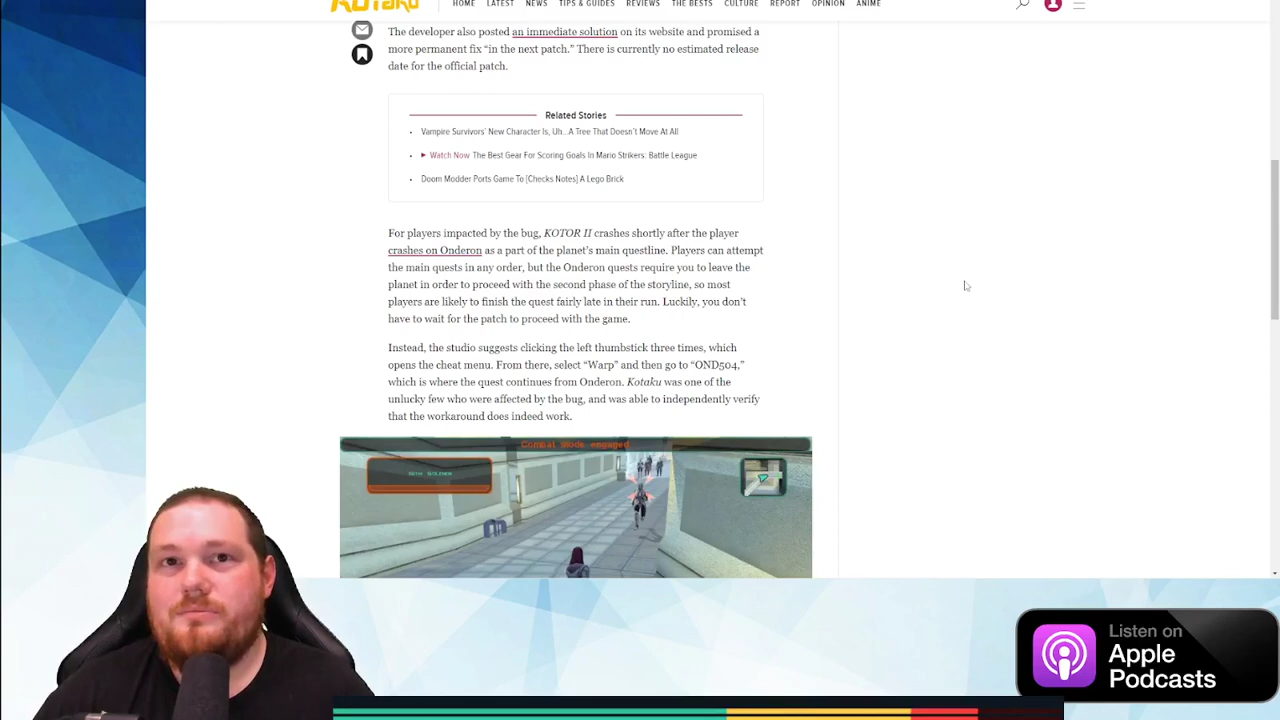 KOTAKU
HOME LATEST NEWS TIPS & GUIDES REVIEWS THE BESTS CULTURE REPORT OPINION ANIME
The developer also posted an immediate solution on its website and promised a
more permanent fix “in the next patch.” There is currently no estimated release
date for the official patch.
Related Stories
• Vampire Survivors’ New Character Is, Uh...A Tree That Doesn’t Move At All
• Watch Now The Best Gear For Scoring Goals In Mario Strikers: Battle League
• Doom Modder Ports Game To [Checks Notes] A Lego Brick
For players impacted by the bug, KOTOR II crashes shortly after the player
crashes on Onderon as a part of the planet’s main questline. Players can attempt
the main quests in any order, but the Onderon quests require you to leave the
planet in order to proceed with the second phase of the storyline, so most
players are likely to finish the quest fairly late in their run. Luckily, you don’t
have to wait for the patch to proceed with the game.
Instead, the studio suggests clicking the left thumbstick three times, which
opens the cheat menu. From there, select “Warp” and then go to “OND504,”
which is where the quest continues from Onderon. Kotaku was one of the
unlucky few who were affected by the bug, and was able to independently verify
that the workaround does indeed work.
Combat Mode engaged.
Listen on
Apple
Podcasts